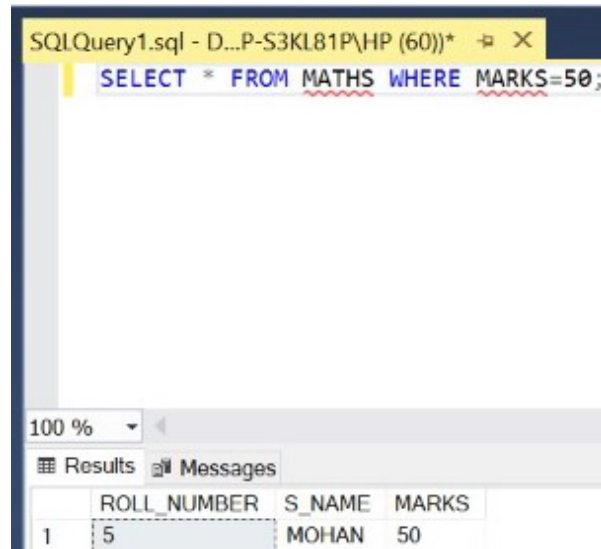 SQLQuery1.sql - D...P-S3KL81P\HP (60))*
SELECT * FROM MATHS WHERE MARKS=50;
100 %
Results Messages
ROLL_NUMBER S_NAME MARKS
1 5 MOHAN 50